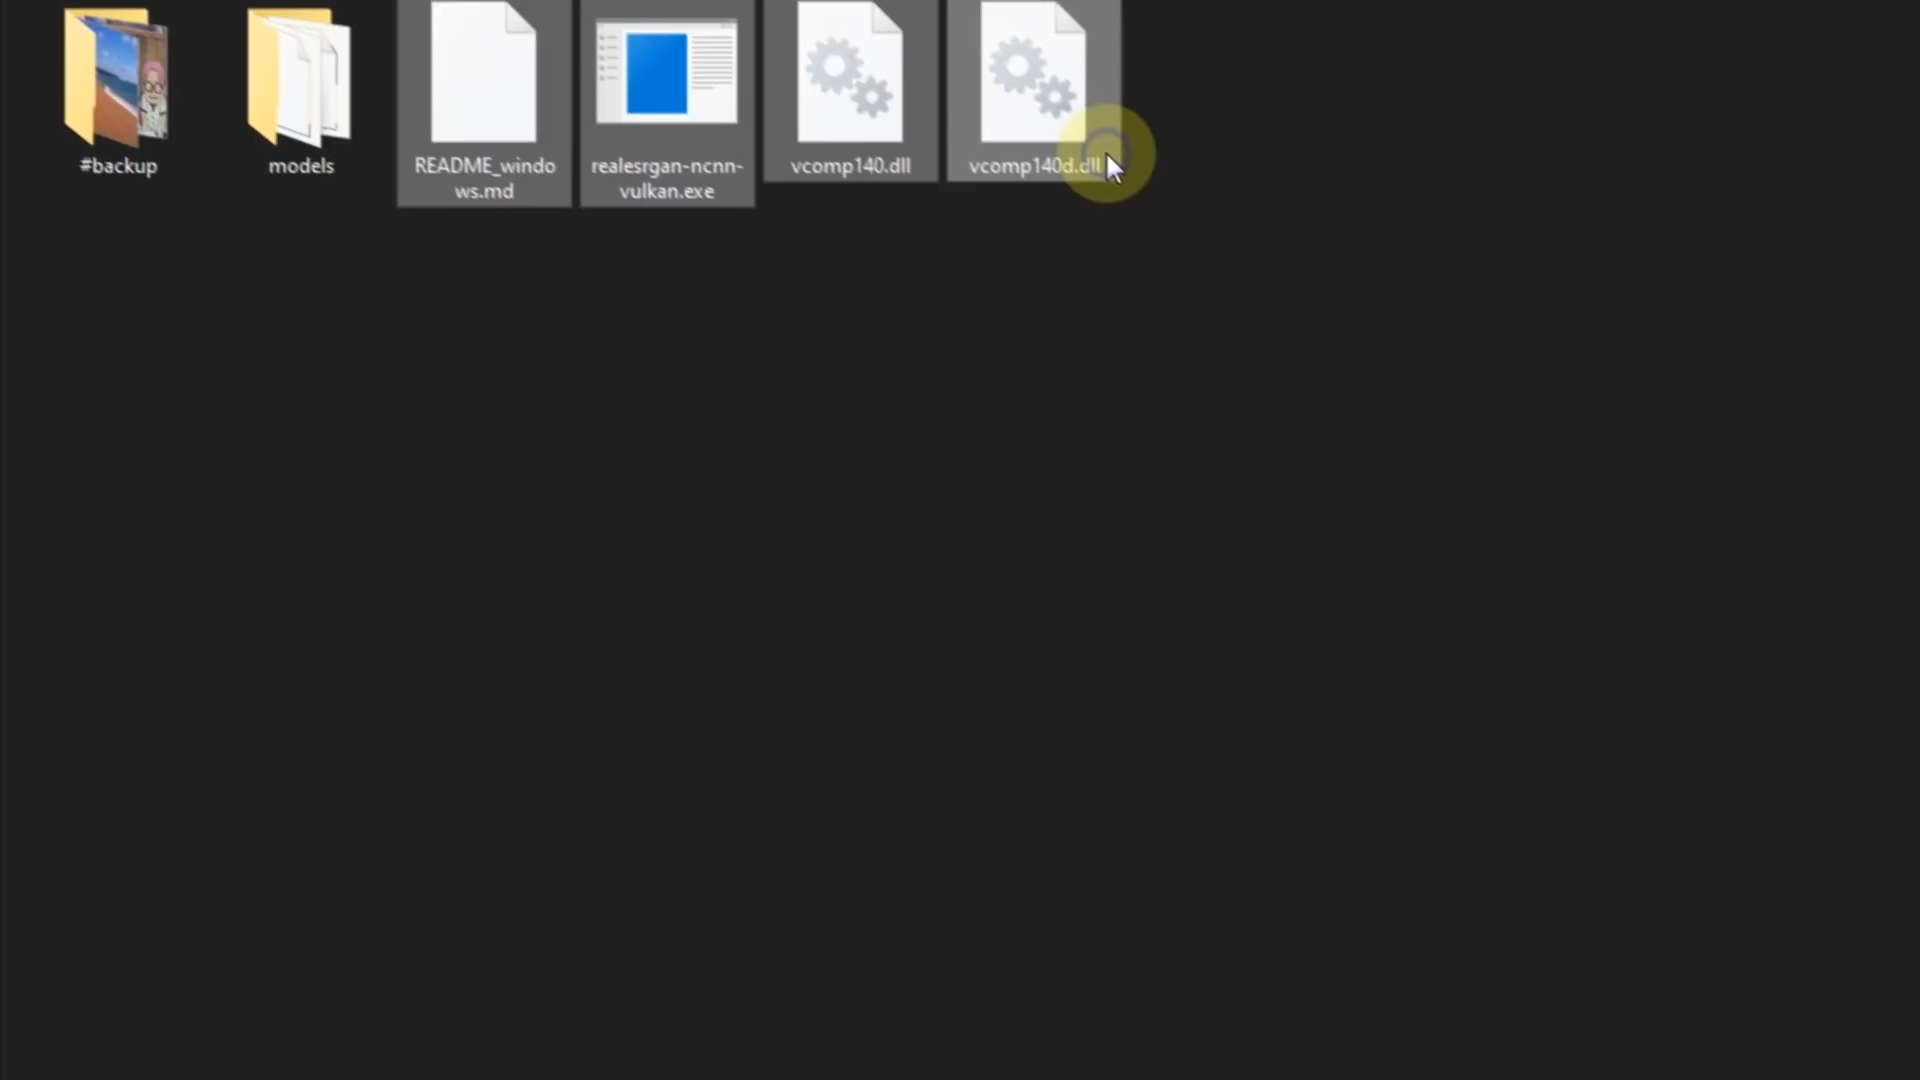 #backup
models
README_windo
ws.md
realesrgan-ncnn-
vulkan.exe
vcomp140.dll
vcomp140d.dll